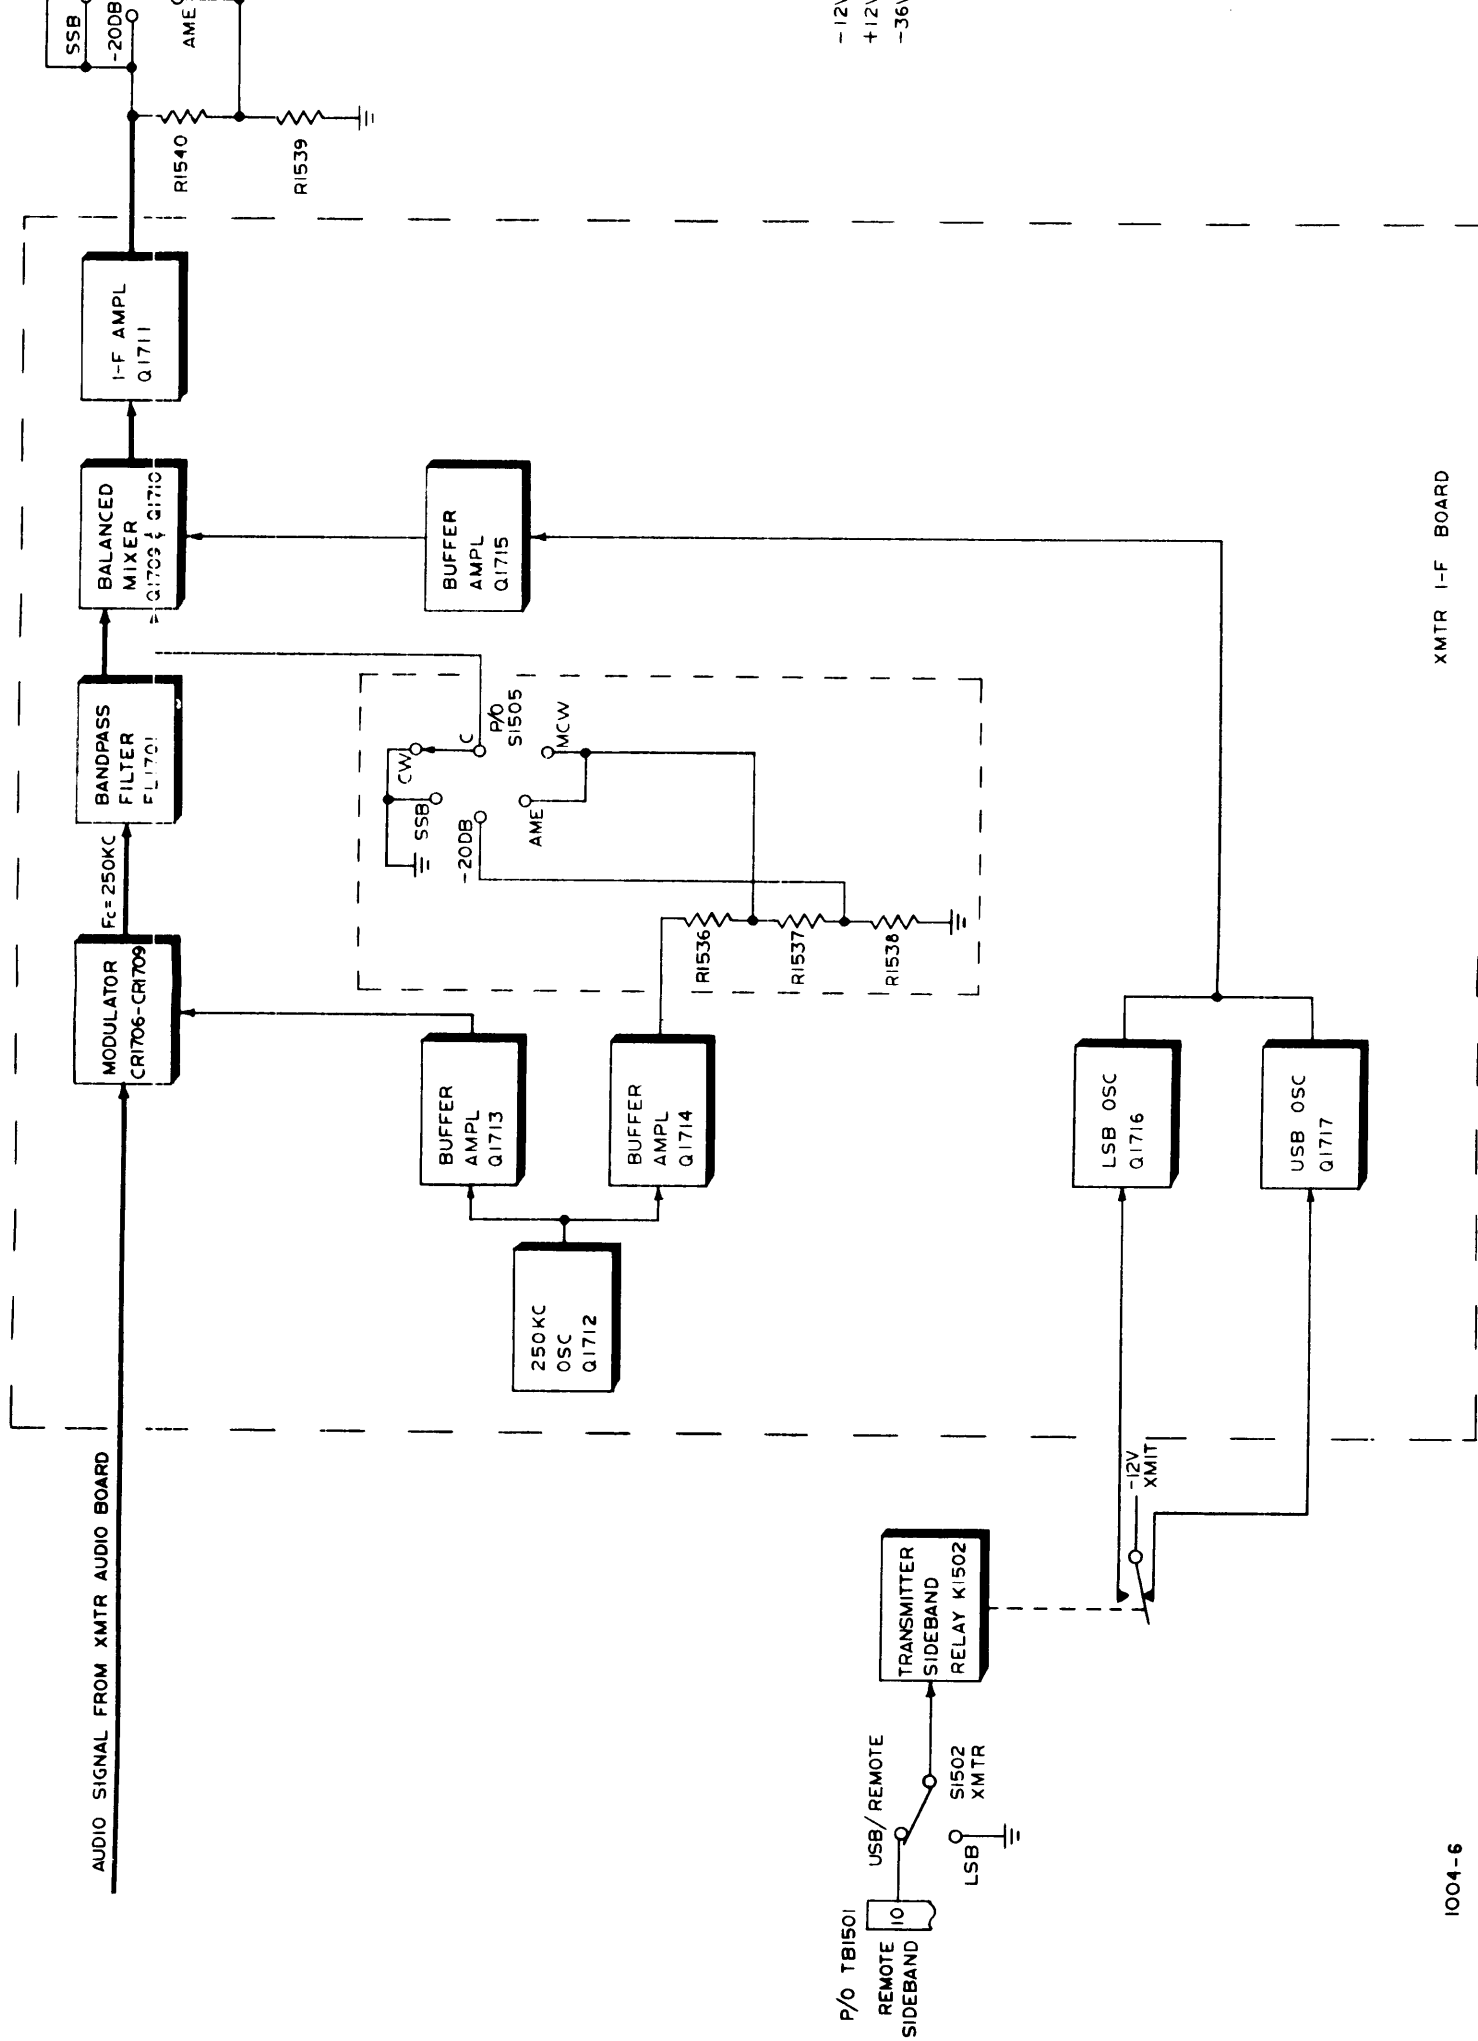 AUDIO SIGNAL FROM XMTR AUDIO BOARD
MODULATOR
CR1706-CR1709
Fc=250KC
BANDPASS
FILTER
FL1701
BALANCED
MIXER
Q1709 & Q1710
I-F AMPL
Q1711
SSB
-20DB
AME
R1540
R1539
-12V
+12V
-36V
250KC
OSC
Q1712
BUFFER
AMPL
Q1713
BUFFER
AMPL
Q1714
CW
SSB
C
P/O
S1505
-20DB
AME
MCW
R1536
R1537
R1538
BUFFER
AMPL
Q1715
P/O TB1501
REMOTE
SIDEBAND
10
USB/REMOTE
LSB
S1502
XMTR
TRANSMITTER
SIDEBAND
RELAY K1502
-12V
XMIT
LSB OSC
Q1716
USB OSC
Q1717
XMTR I-F BOARD
1004-6